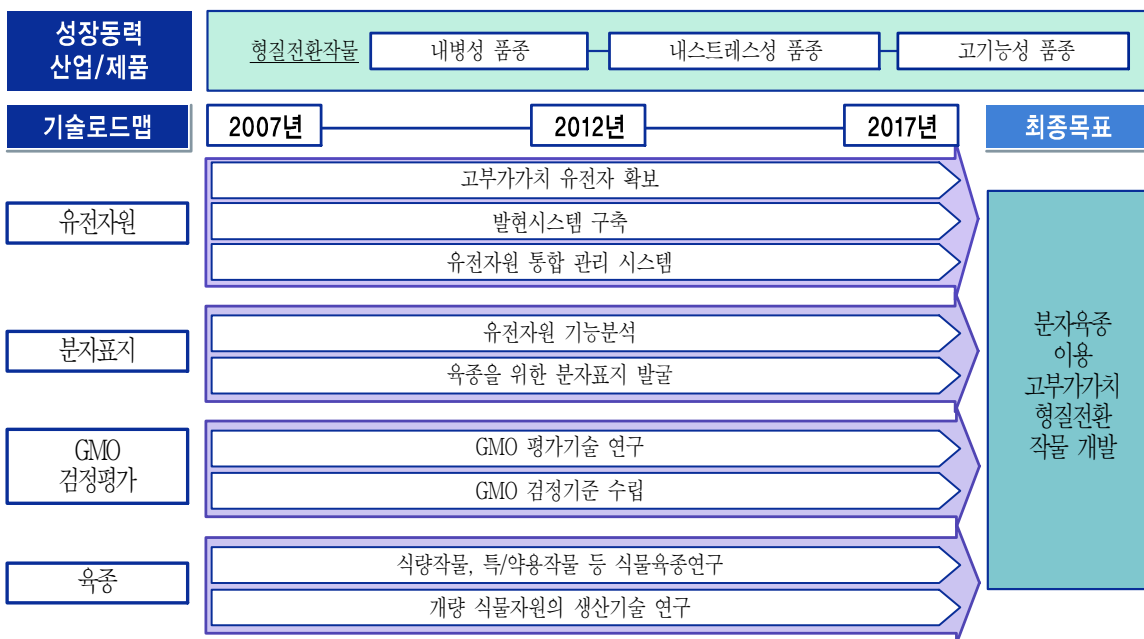 성장동력
산업/제품
형질전환작물
내병성 품종
내스트레스성 품종
고기능성 품종
기술로드맵
2007년
2012년
2017년
최종목표
유전자원
고부가가치 유전자 확보
발현시스템 구축
유전자원 통합 관리 시스템
분자표지
유전자원 기능분석
육종을 위한 분자표지 발굴
GMO
검정평가
GMO 평가기술 연구
GMO 검정기준 수립
육종
식량작물, 특/약용작물 등 식물육종연구
개량 식물자원의 생산기술 연구
분자육종
이용
고부가가치
형질전환
작물 개발